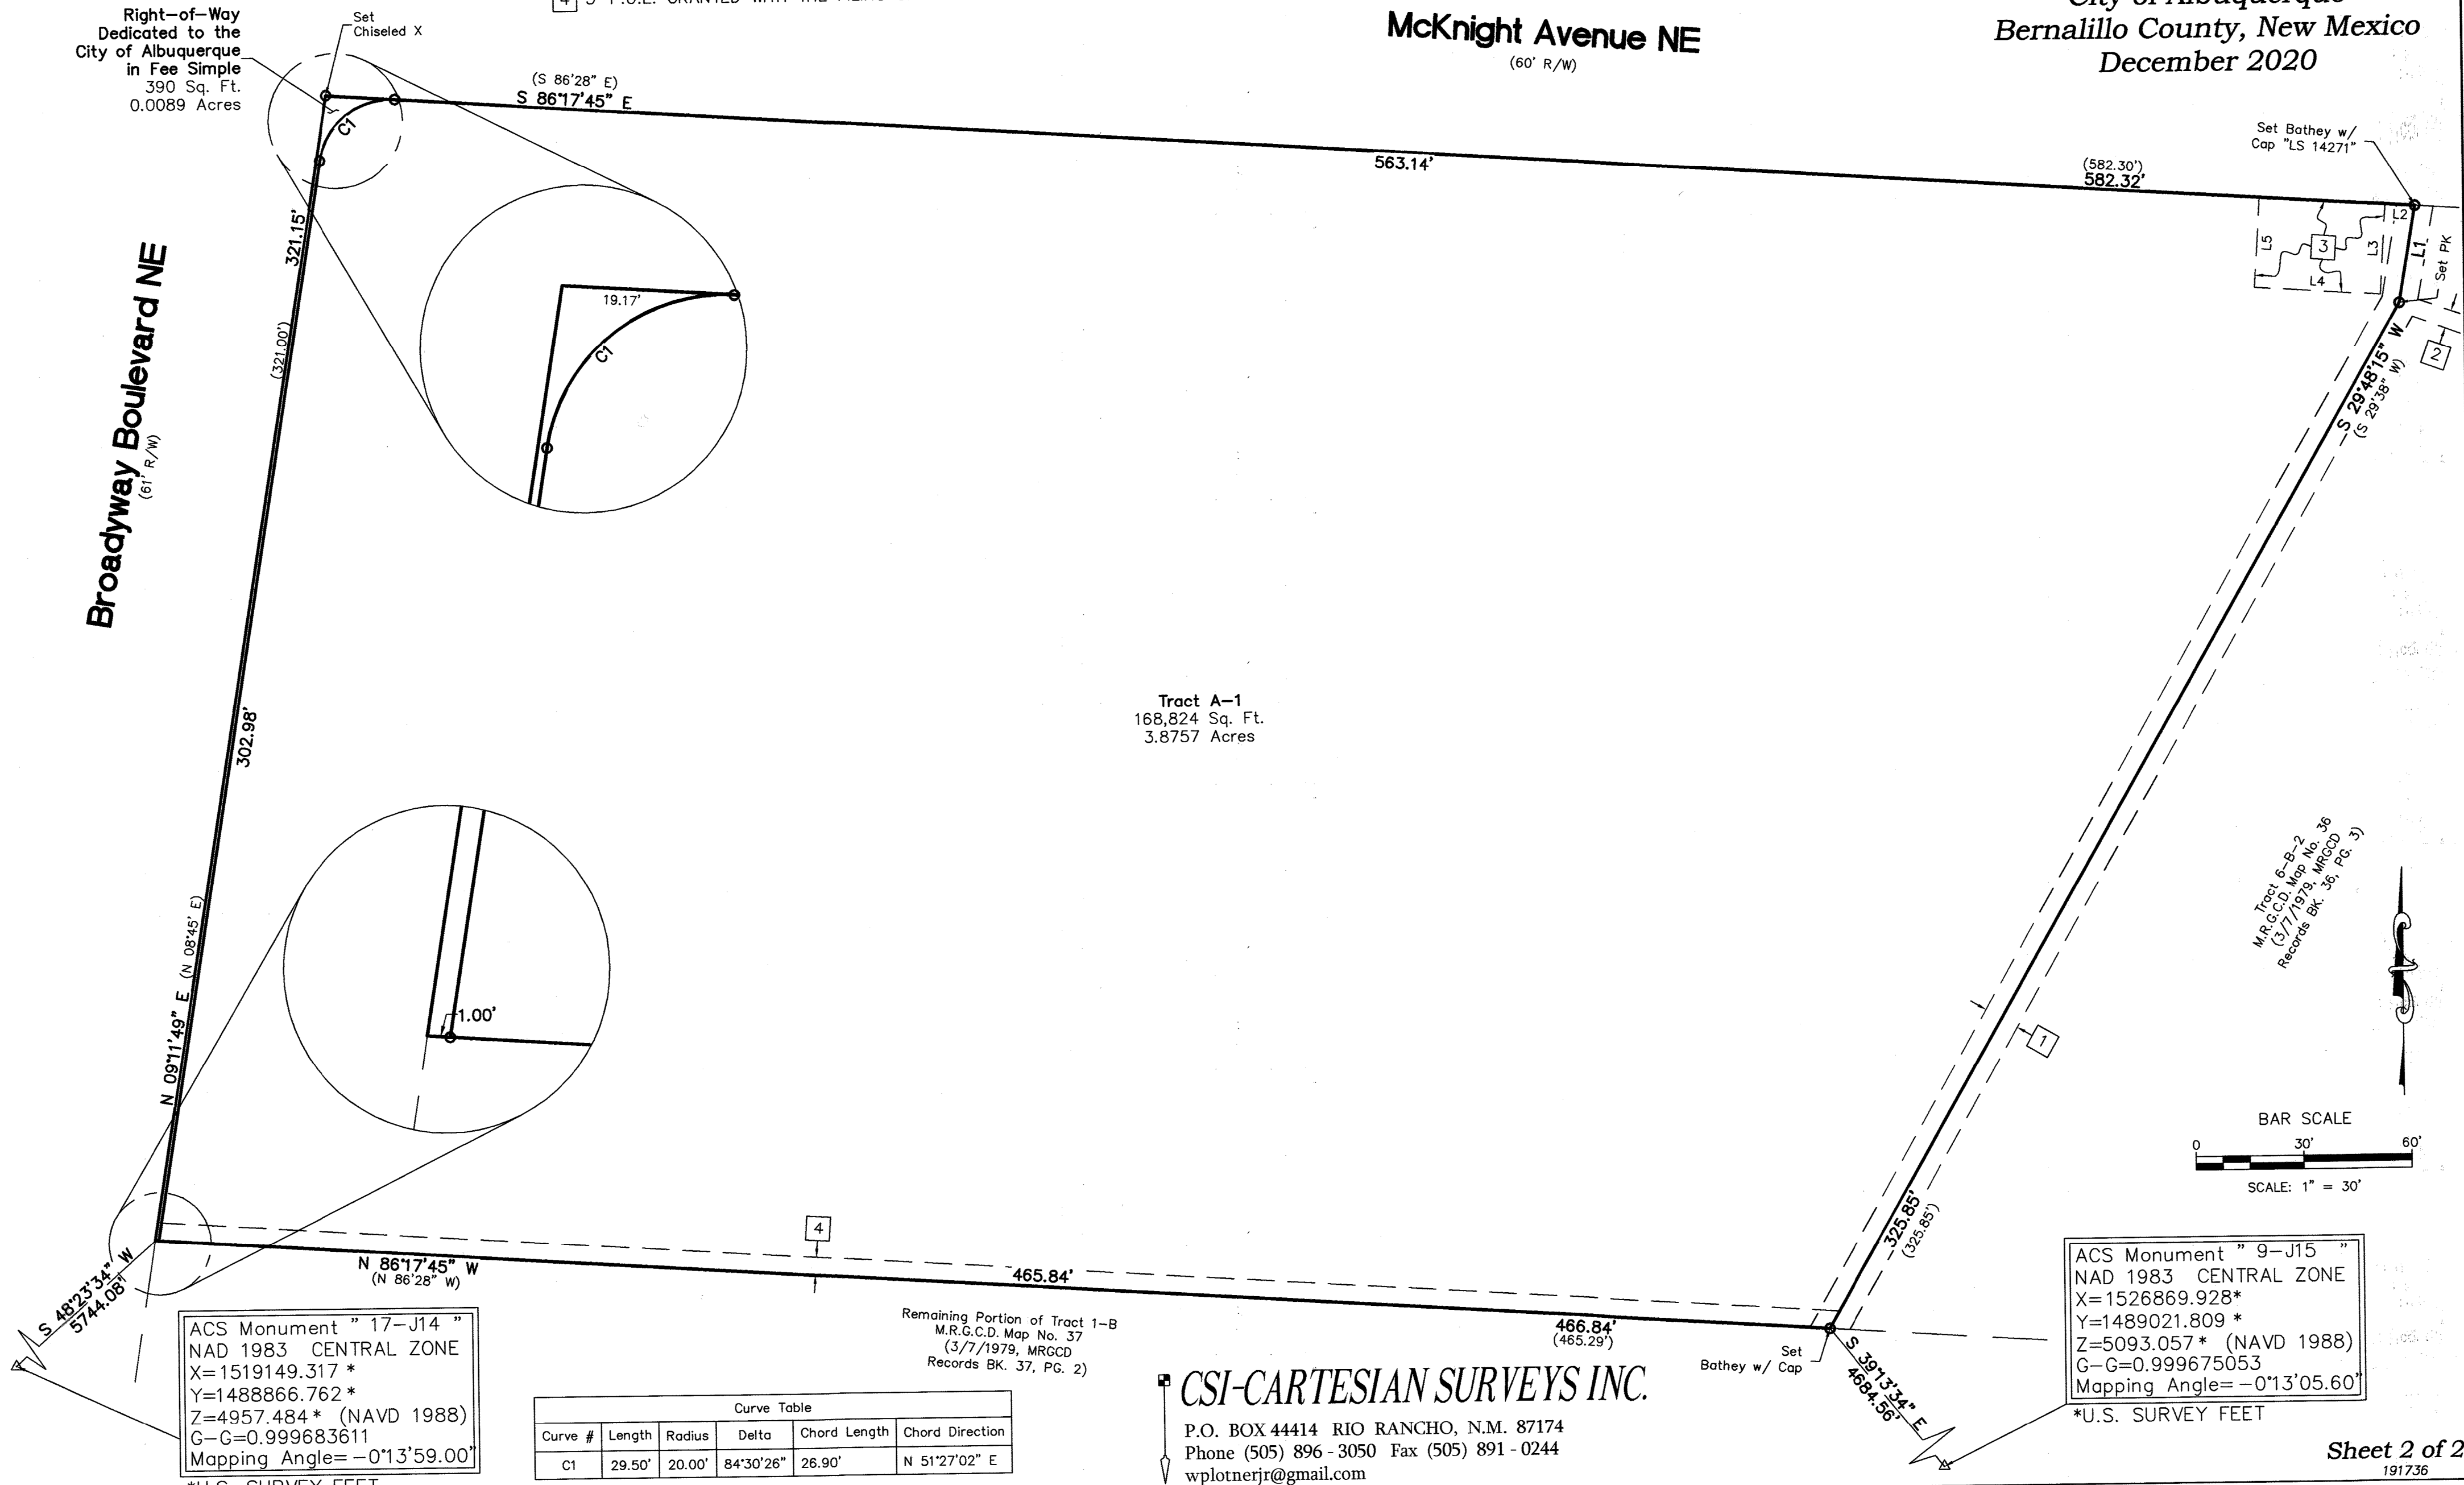 Right-of-Way
Dedicated to the
City of Albuquerque
in Fee Simple
390 Sq. Ft.
0.0089 Acres
Set
Chiseled X
4
McKnight Avenue NE
(60' R/W)
City of Albuquerque
Bernalillo County, New Mexico
December 2020
(S 86°28" E)
S 86°17'45" E
563.14'
(582.30')
582.32'
Set Bathey w/
Cap "LS 14271"
C1
L2
L5
3
L3
L1
L4
Set PK
2
S 29°48'15" W
(S 29°38" W)
321.15'
(321.00')
Broadyway Boulevard NE
(61' R/W)
19.17'
C1
302.98'
Tract A-1
168,824 Sq. Ft.
3.8757 Acres
N 09°11'49" E (N 08°45' E)
1.00'
Tract 6-B-2
M.R.G.C.D. Map No. 36
(3/7/1979, MRGCD
Records BK. 36, PG. 3)
1
BAR SCALE
0 30' 60'
SCALE: 1" = 30'
325.85'
(325.85')
4
N 86°17'45" W
(N 86°28" W)
465.84'
466.84'
(465.29')
S 48°23'34" W
5744.08'
Remaining Portion of Tract 1-B
M.R.G.C.D. Map No. 37
(3/7/1979, MRGCD
Records BK. 37, PG. 2)
Set
Bathey w/ Cap
S 39°13'34" E
4684.56'
ACS Monument " 17-J14 "
NAD 1983 CENTRAL ZONE
X=1519149.317 *
Y=1488866.762 *
Z=4957.484 * (NAVD 1988)
G-G=0.999683611
Mapping Angle= -0°13'59.00"
*U.S. SURVEY FEET
Curve Table
Curve # Length Radius Delta Chord Length Chord Direction
C1 29.50' 20.00' 84°30'26" 26.90' N 51°27'02" E
CSI-CARTESIAN SURVEYS INC.
P.O. BOX 44414 RIO RANCHO, N.M. 87174
Phone (505) 896 - 3050 Fax (505) 891 - 0244
wplotnerjr@gmail.com
ACS Monument " 9-J15 "
NAD 1983 CENTRAL ZONE
X=1526869.928*
Y=1489021.809 *
Z=5093.057* (NAVD 1988)
G-G=0.999675053
Mapping Angle= -0°13'05.60"
*U.S. SURVEY FEET
Sheet 2 of 2
191736